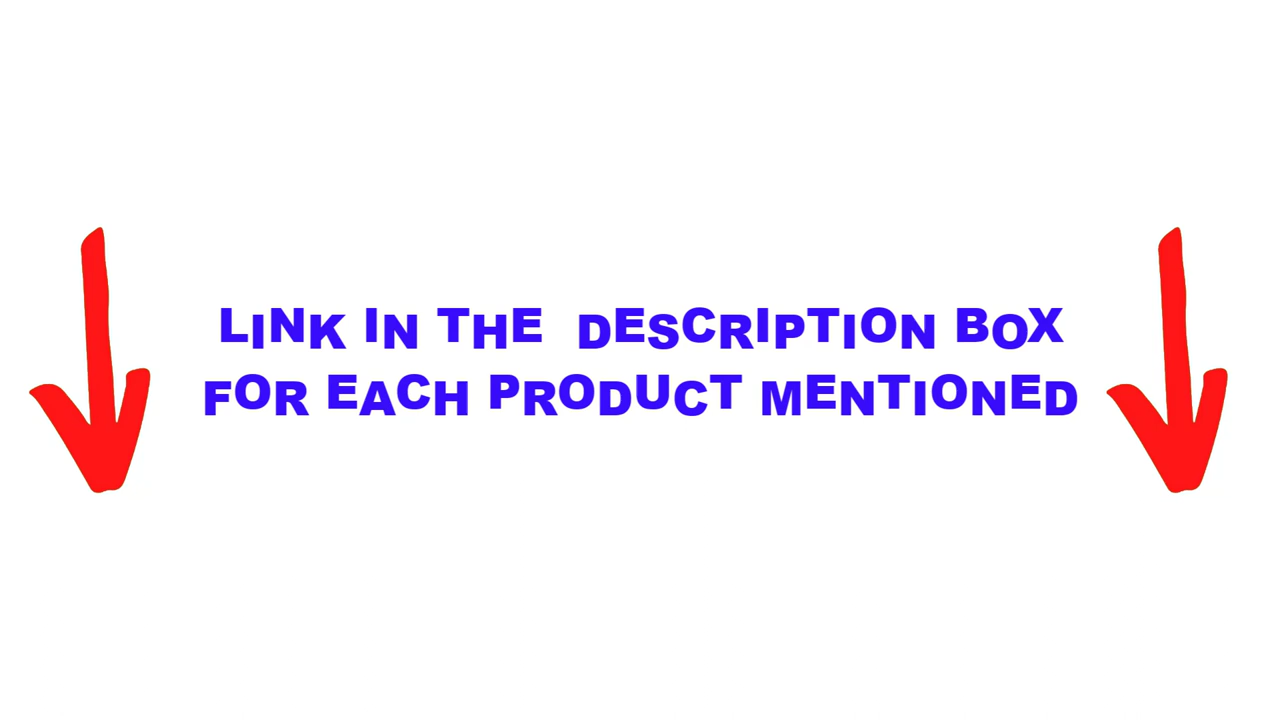 LINK IN THE DESCRIPTION BOX
FOR EACH PRODUCT MENTIONED